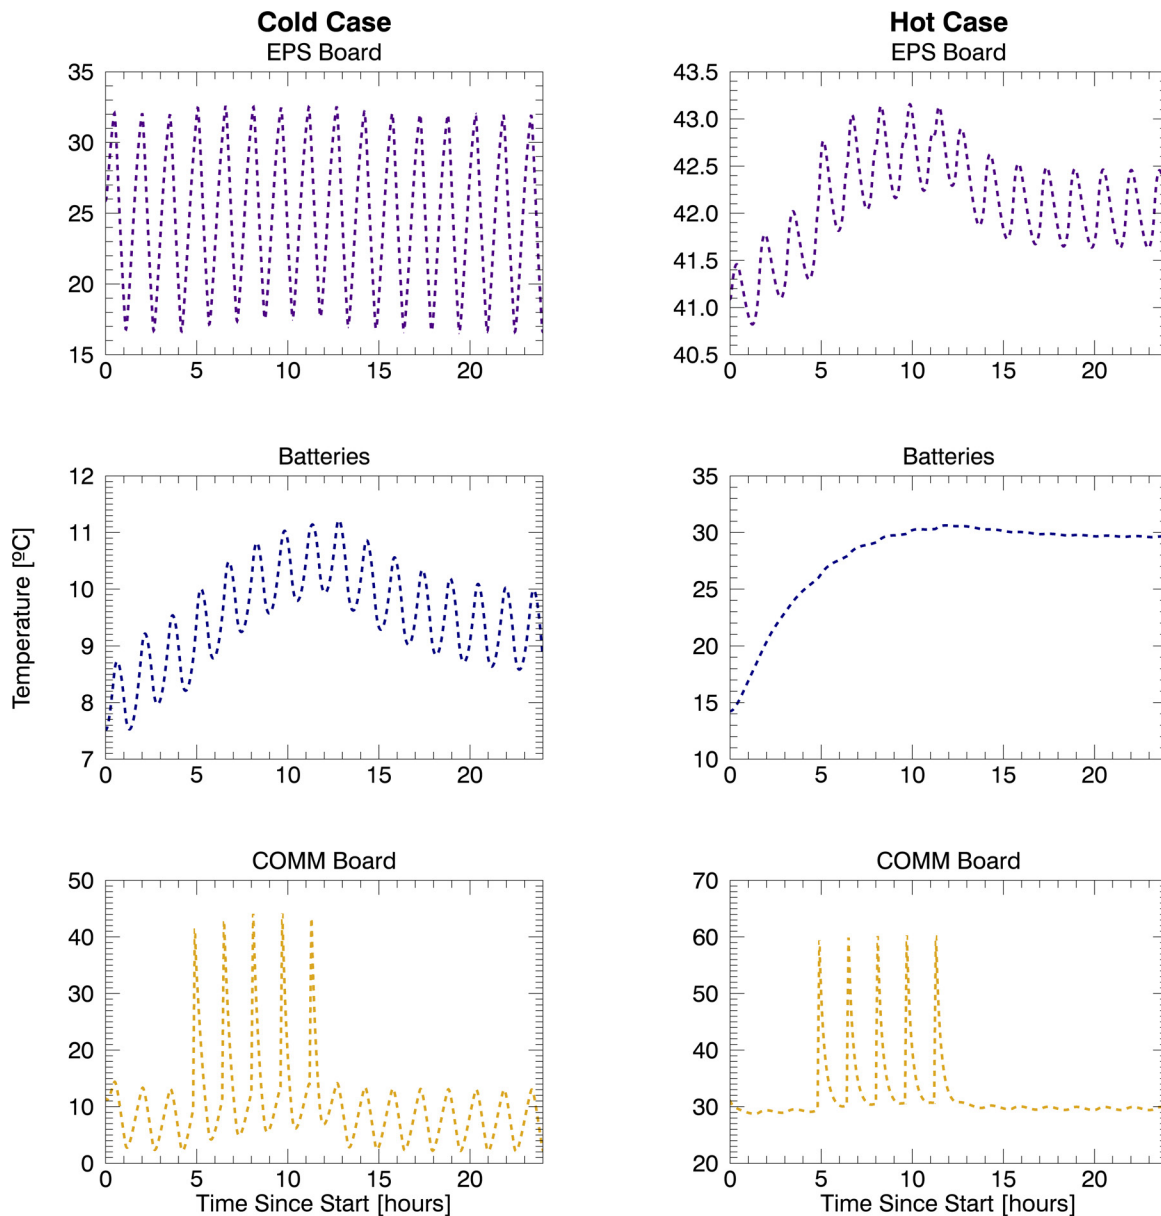 Cold Case
EPS Board
35
30
25
20
15
0 5 10 15 20
Hot Case
EPS Board
43.5
43.0
42.5
42.0
41.5
41.0
40.5
0 5 10 15 20
Temperature [ºC]
Batteries
12
11
10
9
8
7
0 5 10 15 20
Batteries
35
30
25
20
15
10
0 5 10 15 20
COMM Board
50
40
30
20
10
0
0 5 10 15 20
Time Since Start [hours]
COMM Board
70
60
50
40
30
20
0 5 10 15 20
Time Since Start [hours]